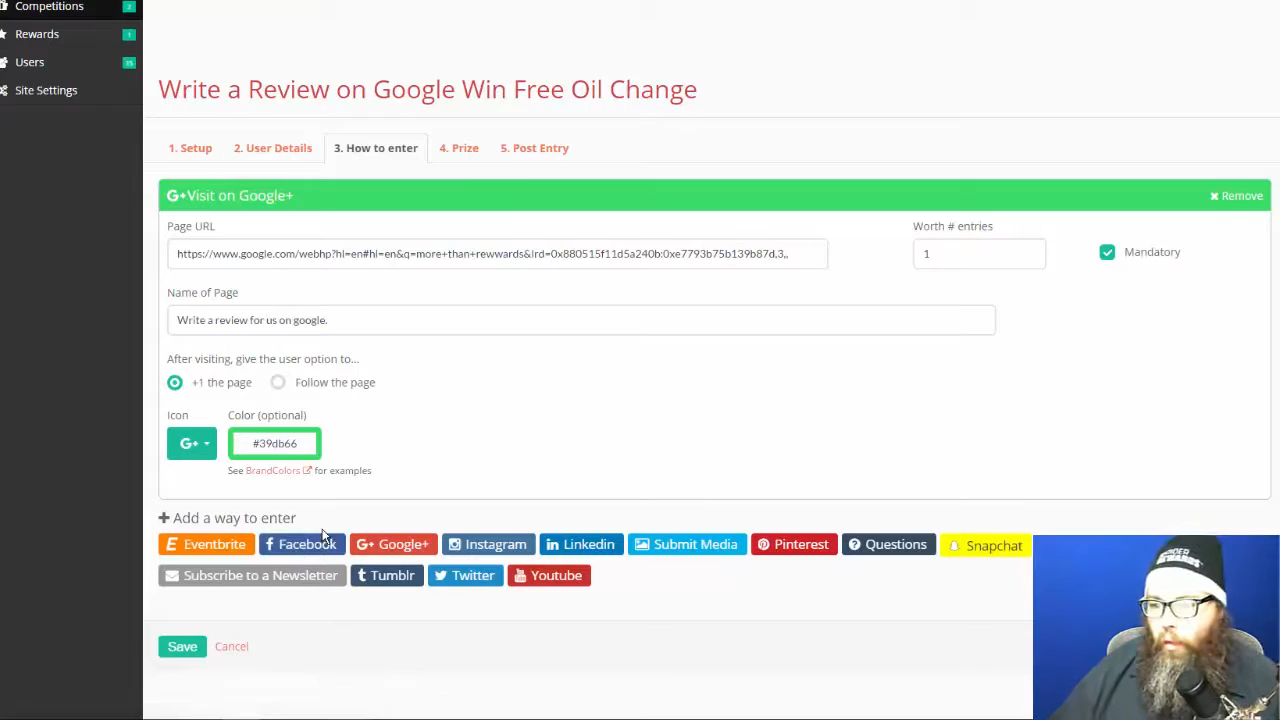 Competitions 2
Rewards 1
Users 15
Site Settings
Write a Review on Google Win Free Oil Change
1. Setup 2. User Details 3. How to enter 4. Prize 5. Post Entry
G+ Visit on Google+ ✖ Remove
Page URL Worth # entries
https://www.google.com/webhp?hl=en#hl=en&q=more+than+rewwards&lrd=0x880515f11d5a240b:0xe7793b75b139b87d,3,, 1 Mandatory
Name of Page
Write a review for us on google.
After visiting, give the user option to...
+1 the page Follow the page
Icon Color (optional)
G+ #39db66
See BrandColors for examples
+ Add a way to enter
Eventbrite Facebook G+ Google+ Instagram Linkedin Submit Media Pinterest Questions Snapchat
Subscribe to a Newsletter Tumblr Twitter Youtube
Save Cancel